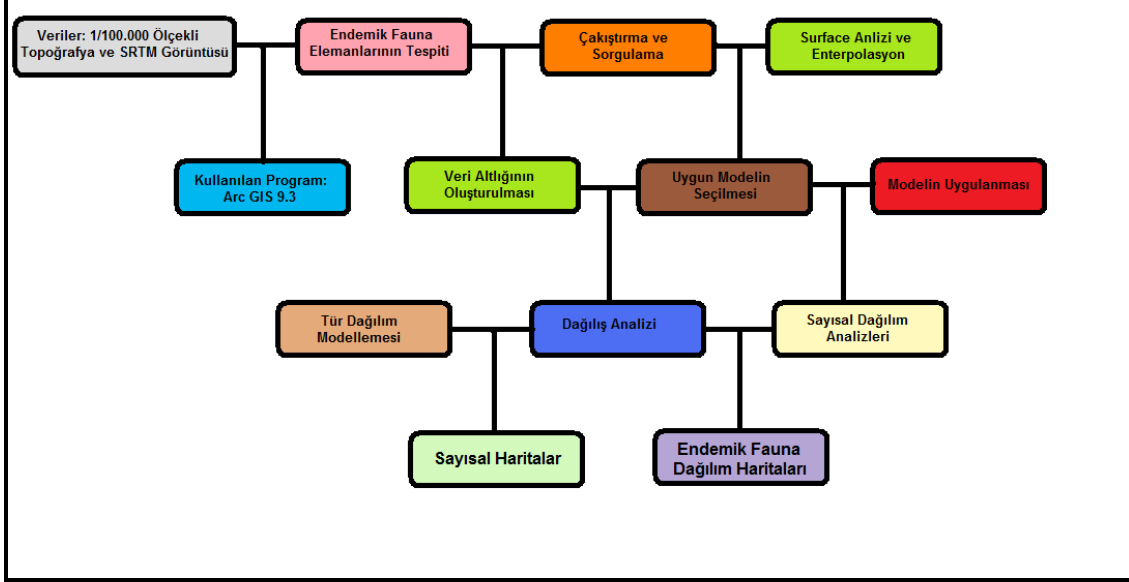 Veriler: 1/100.000 Ölçekli
Topoğrafya ve SRTM Görüntüsü
Endemik Fauna
Elemanlarının Tespiti
Çakıştırma ve
Sorgulama
Surface Anlizi ve
Enterpolasyon
Kullanılan Program:
Arc GIS 9.3
Veri Altlığının
Oluşturulması
Uygun Modelin
Seçilmesi
Modelin Uygulanması
Tür Dağılım
Modellemesi
Dağılış Analizi
Sayısal Dağılım
Analizleri
Sayısal Haritalar
Endemik Fauna
Dağılım Haritaları